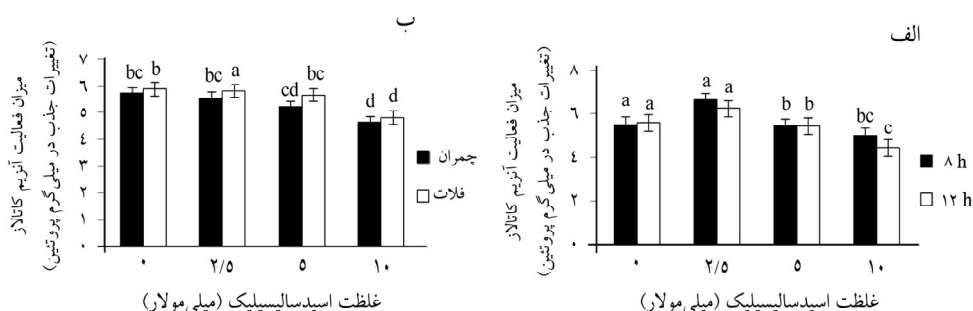 الف
میزان فعالیت آنزیم کاتالاز
(تغییرات جذب در میلی‌گرم پروتئین)
۸
۶
۴
۲
۰
a a
a a
b b
bc c
۰ ۲/۵ ۵ ۱۰
غلظت اسیدسالیسیلیک (میلی‌مولار)
۸ h
۱۲ h
ب
میزان فعالیت آنزیم کاتالاز
(تغییرات جذب در میلی‌گرم پروتئین)
۷
۶
۵
۴
۳
۲
۱
۰
bc b
bc a
cd bc
d d
۰ ۲/۵ ۵ ۱۰
غلظت اسیدسالیسیلیک (میلی‌مولار)
چمران
فلات